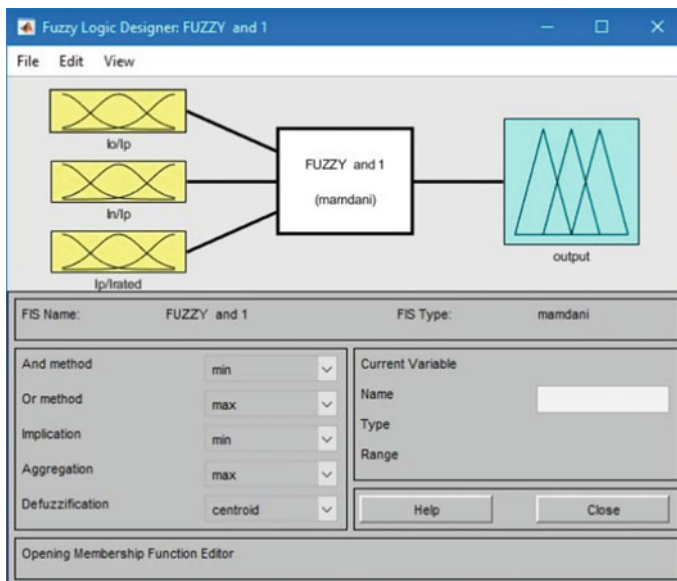 Fuzzy Logic Designer: FUZZY and 1
File Edit View
Io/Ip
In/Ip
Ip/Irated
FUZZY and 1
(mamdani)
output
FIS Name: FUZZY and 1 FIS Type: mamdani
And method min
Or method max
Implication min
Aggregation max
Defuzzification centroid
Current Variable
Name
Type
Range
Help Close
Opening Membership Function Editor